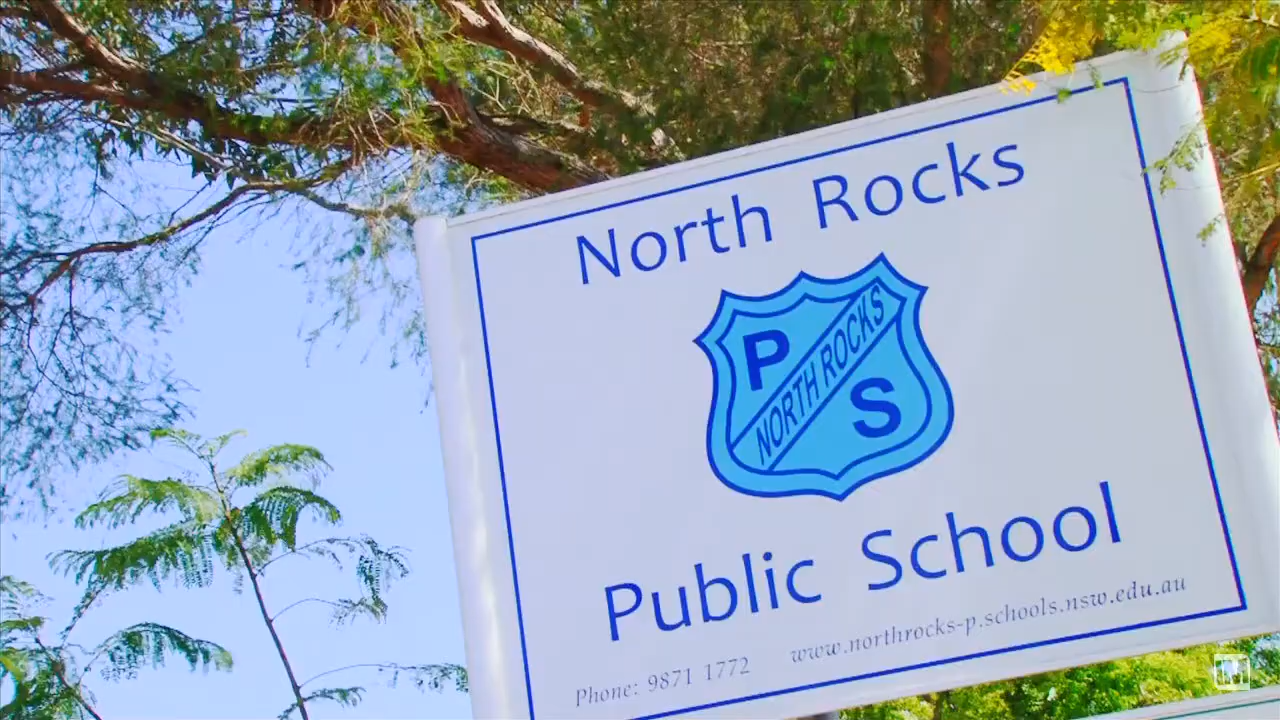 North Rocks
P
NORTH ROCKS
S
Public School
Phone: 9871 1772 www.northrocks-p.schools.nsw.edu.au